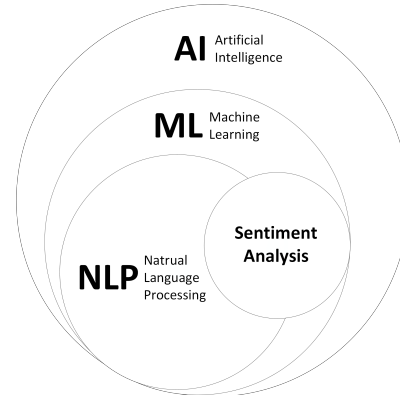 AI Artificial
Intelligence
ML Machine
Learning
Sentiment
Analysis
NLP Natrual
Language
Processing